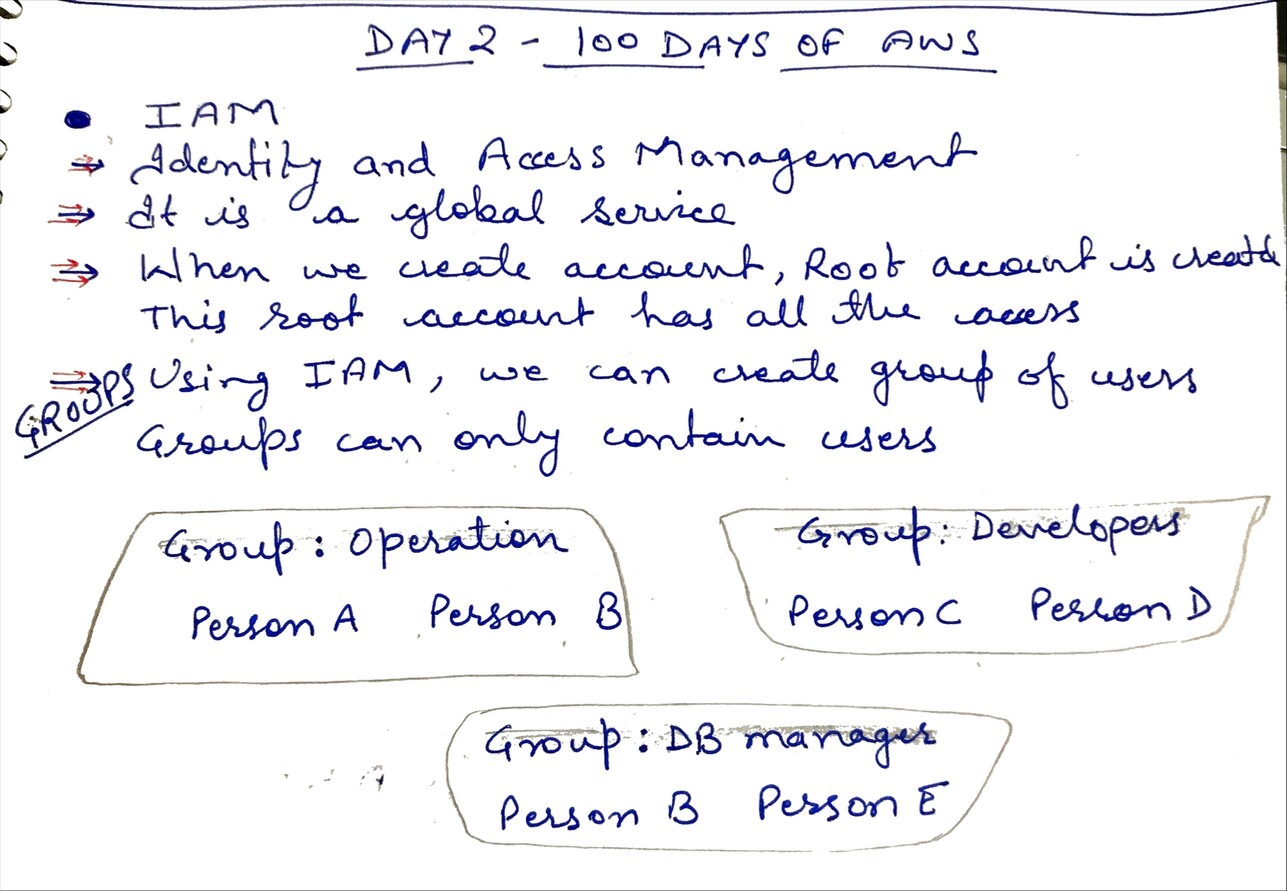 DAY 2 - 100 DAYS OF AWS
IAM
Identity and Access Management
It is a global service
When we create account, Root account is create
This root account has all the access
GROUPS
Using IAM, we can create group of users
Groups can only contain users
Group: Operation
Person A Person B
Group: Developers
Person C Person D
Group: DB manager
Person B Person E